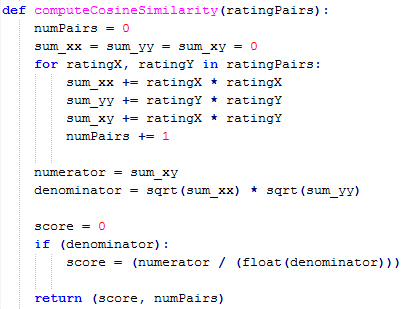 def computeCosineSimilarity(ratingPairs):
    numPairs = 0
    sum_xx = sum_yy = sum_xy = 0
    for ratingX, ratingY in ratingPairs:
        sum_xx += ratingX * ratingX
        sum_yy += ratingY * ratingY
        sum_xy += ratingX * ratingY
        numPairs += 1

    numerator = sum_xy
    denominator = sqrt(sum_xx) * sqrt(sum_yy)

    score = 0
    if (denominator):
        score = (numerator / (float(denominator)))

    return (score, numPairs)